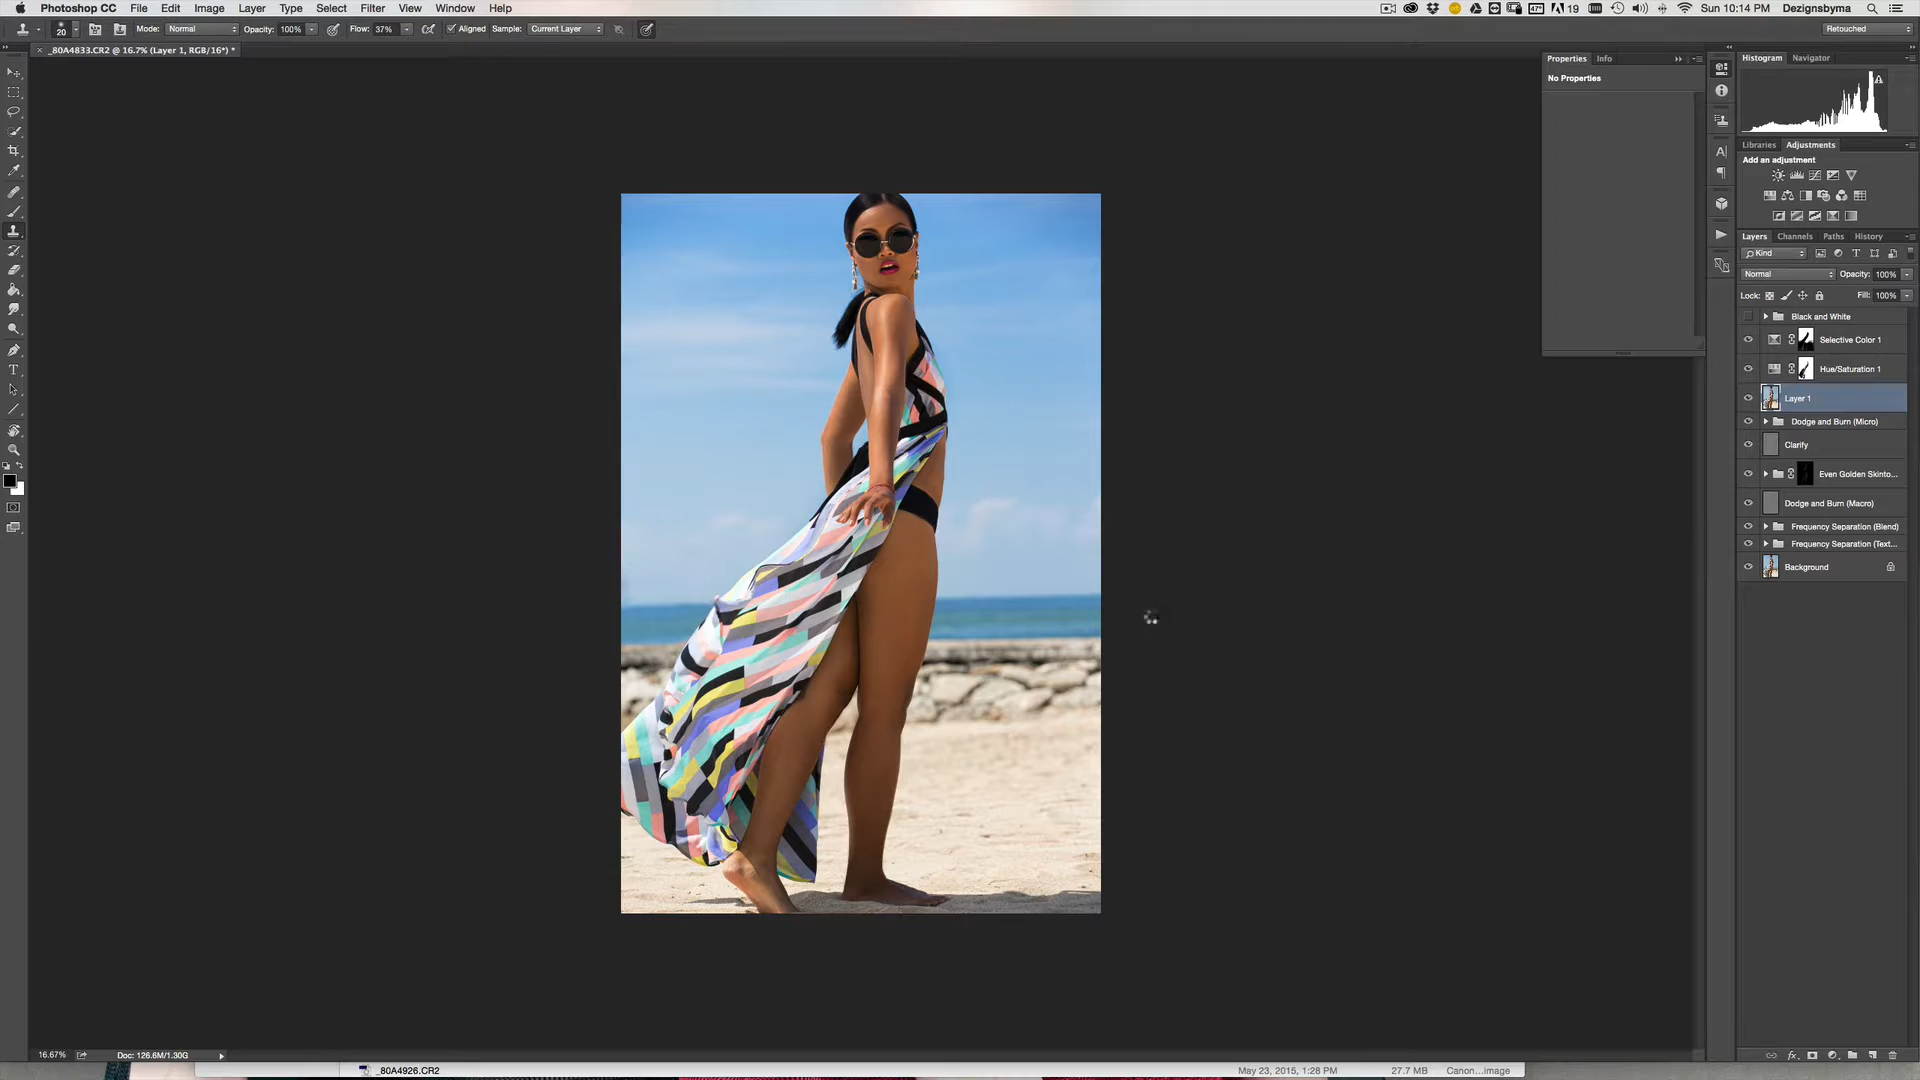 Photoshop CC File Edit Image Layer Type Select Filter View Window Help 47° 19 Sun 10:14 PM Dezignsbyma
20 Mode: Normal Opacity: 100% Flow: 37% Aligned Sample: Current Layer Retouched
× _80A4833.CR2 @ 16.7% (Layer 1, RGB/16*) *
Properties Info
No Properties
Histogram Navigator
Libraries Adjustments
Add an adjustment
Layers Channels Paths History
Kind
Normal Opacity: 100%
Lock: Fill: 100%
Black and White
Selective Color 1
Hue/Saturation 1
Layer 1
Dodge and Burn (Micro)
Clarify
Even Golden Skinto...
Dodge and Burn (Macro)
Frequency Separation (Blend)
Frequency Separation (Text...
Background
16.67% Doc: 126.6M/1.30G
_80A4926.CR2 May 23, 2015, 1:28 PM 27.7 MB Canon...image